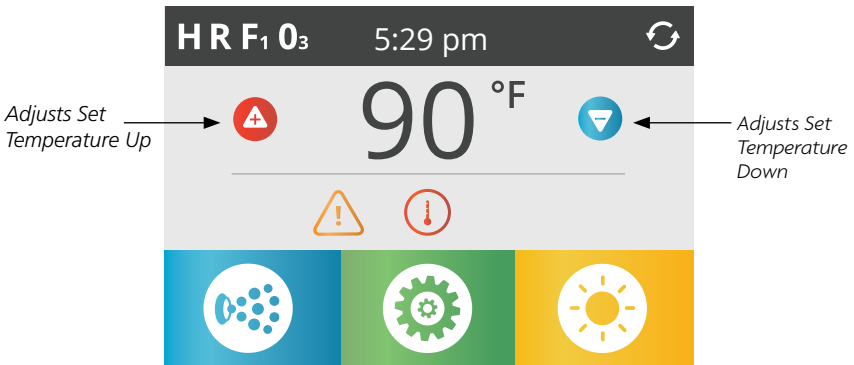 H R F₁ 0₃
5:29 pm
90 °F
Adjusts Set
Temperature Up
Adjusts Set
Temperature
Down